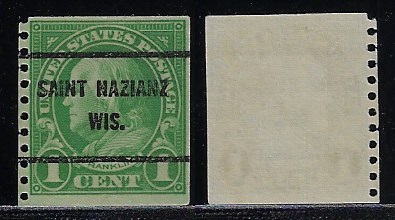 UNITED STATES POSTAGE
SAINT NAZIANZ
WIS.
FRANKLIN
1 CENT 1